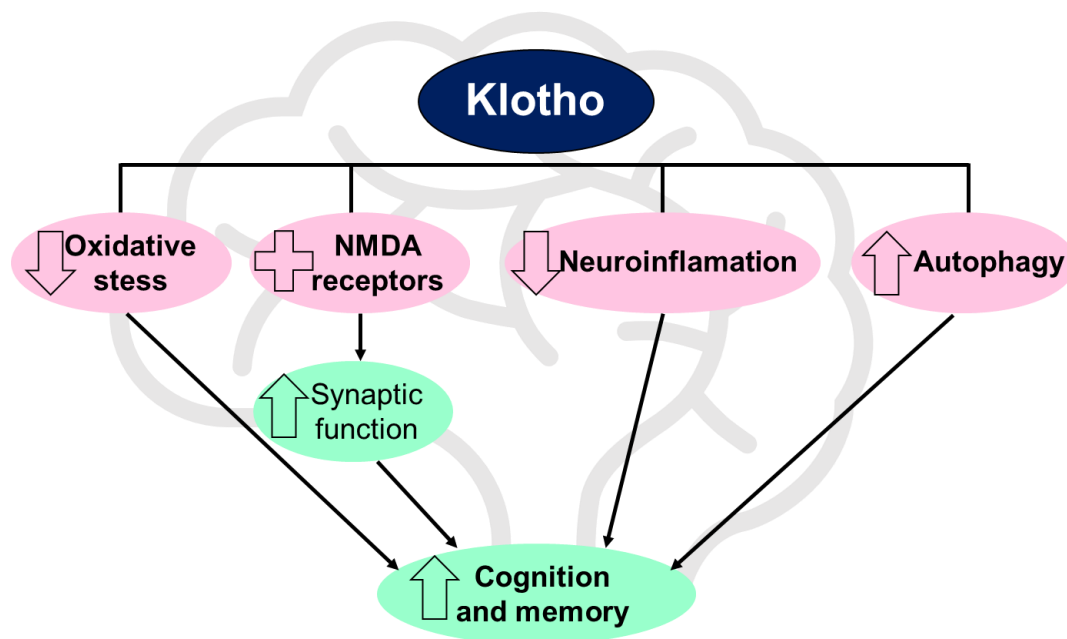 Klotho
Oxidative
stess
NMDA
receptors
Neuroinflamation
Autophagy
Synaptic
function
Cognition
and memory